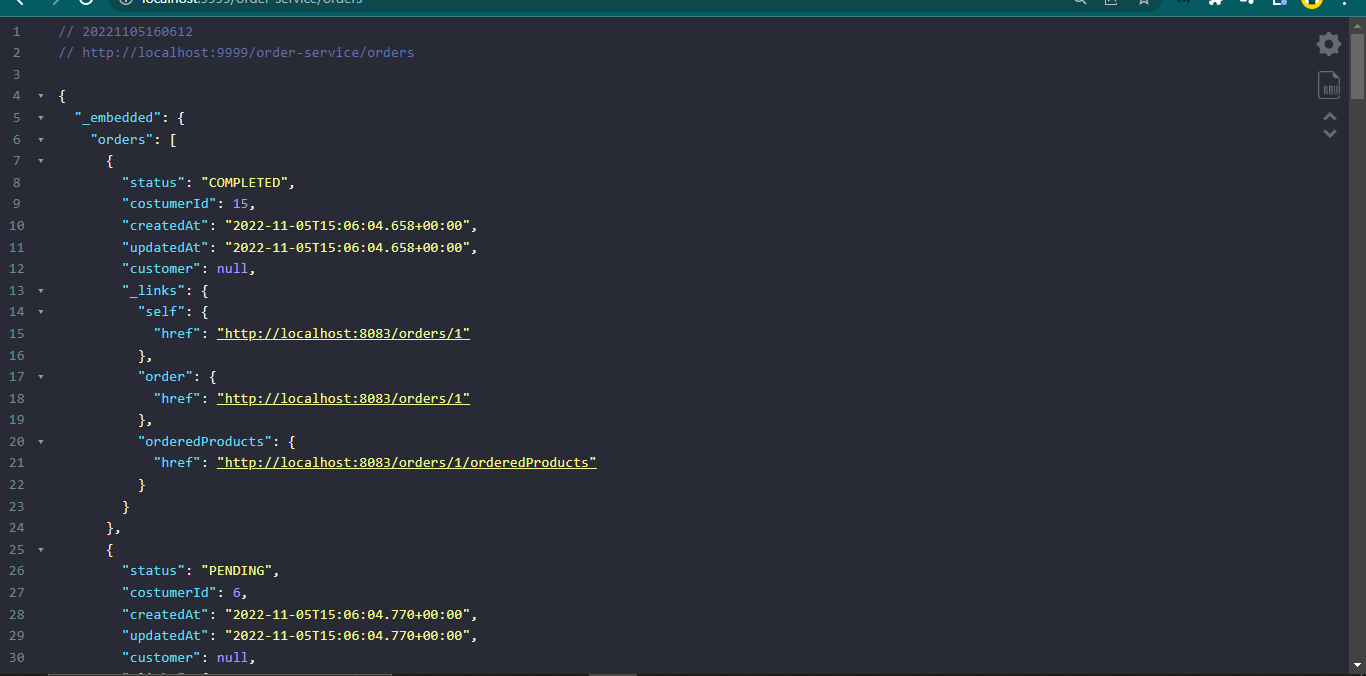 localhost:9999/order-service/orders
1 // 20221105160612
2 // http://localhost:9999/order-service/orders
3
4 {
5 "_embedded": {
6 "orders": [
7 {
8 "status": "COMPLETED",
9 "costumerId": 15,
10 "createdAt": "2022-11-05T15:06:04.658+00:00",
11 "updatedAt": "2022-11-05T15:06:04.658+00:00",
12 "customer": null,
13 "_links": {
14 "self": {
15 "href": "http://localhost:8083/orders/1"
16 },
17 "order": {
18 "href": "http://localhost:8083/orders/1"
19 },
20 "orderedProducts": {
21 "href": "http://localhost:8083/orders/1/orderedProducts"
22 }
23 }
24 },
25 {
26 "status": "PENDING",
27 "costumerId": 6,
28 "createdAt": "2022-11-05T15:06:04.770+00:00",
29 "updatedAt": "2022-11-05T15:06:04.770+00:00",
30 "customer": null,
RAW